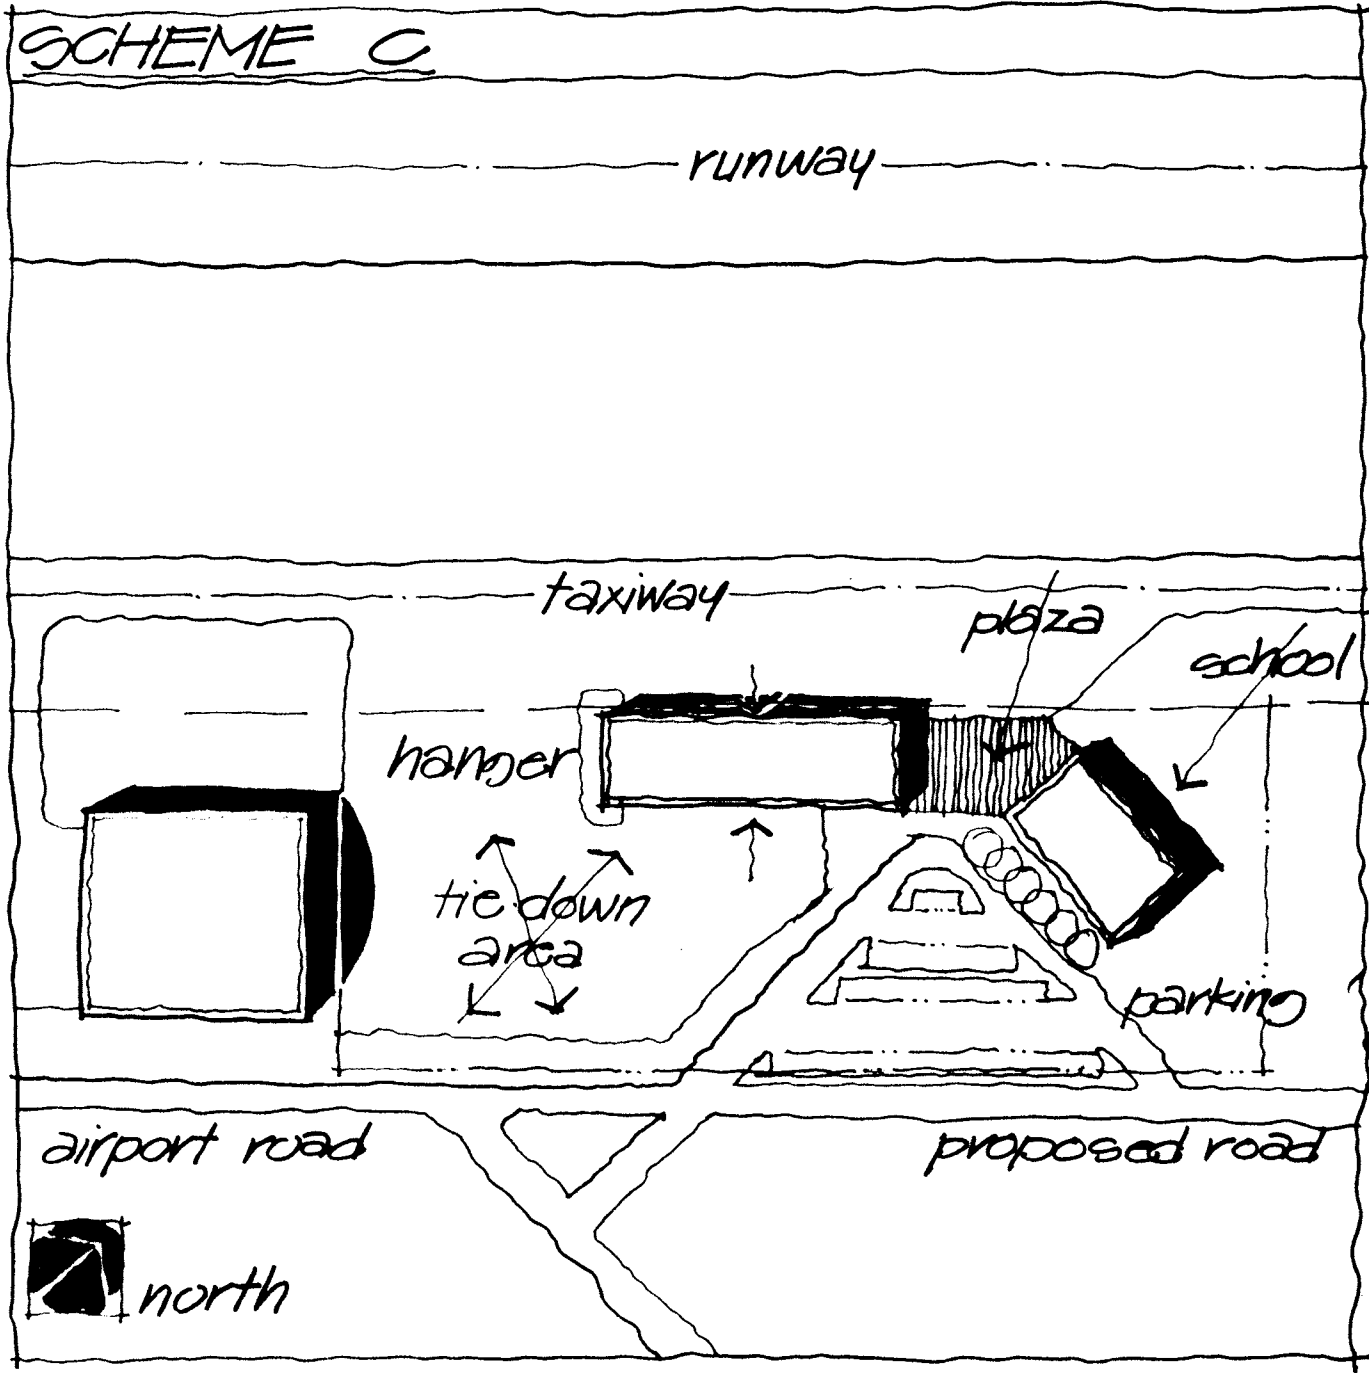 SCHEME C
runway
taxiway
plaza
school
hanger
tie down
area
parking
airport road
proposed road
north